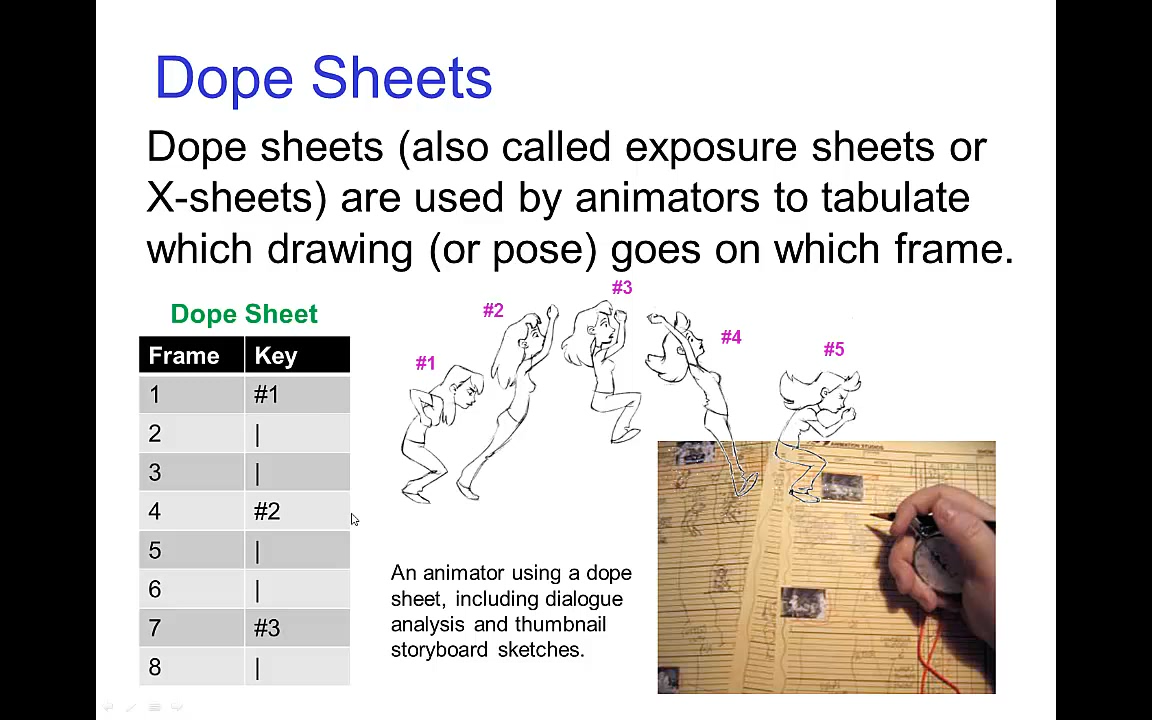 Dope Sheets
Dope sheets (also called exposure sheets or
X-sheets) are used by animators to tabulate
which drawing (or pose) goes on which frame.
Dope Sheet
Frame Key
1 #1
2 |
3 |
4 #2
5 |
6 |
7 #3
8 |
#1
#2
#3
#4
#5
An animator using a dope
sheet, including dialogue
analysis and thumbnail
storyboard sketches.
ANIMATION STUDIOS